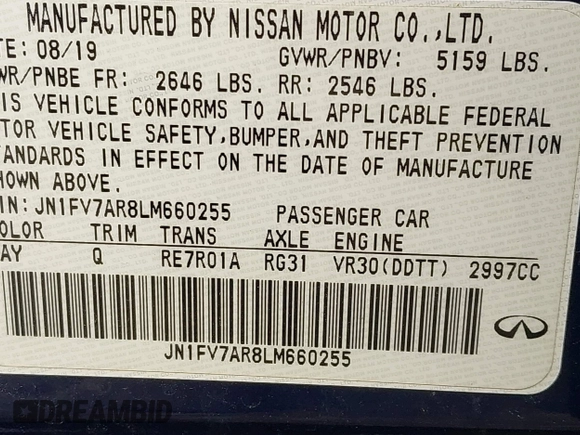 MANUFACTURED BY NISSAN MOTOR CO.,LTD.
TE: 08/19 GVWR/PNBV: 5159 LBS.
WR/PNBE FR: 2646 LBS. RR: 2546 LBS.
IS VEHICLE CONFORMS TO ALL APPLICABLE FEDERAL
TOR VEHICLE SAFETY,BUMPER,AND THEFT PREVENTION
TANDARDS IN EFFECT ON THE DATE OF MANUFACTURE
HOWN ABOVE.
IN: JN1FV7AR8LM660255 PASSENGER CAR
OLOR TRIM TRANS AXLE ENGINE
AY Q RE7R01A RG31 VR30(DDTT) 2997CC
JN1FV7AR8LM660255
DREAMBID